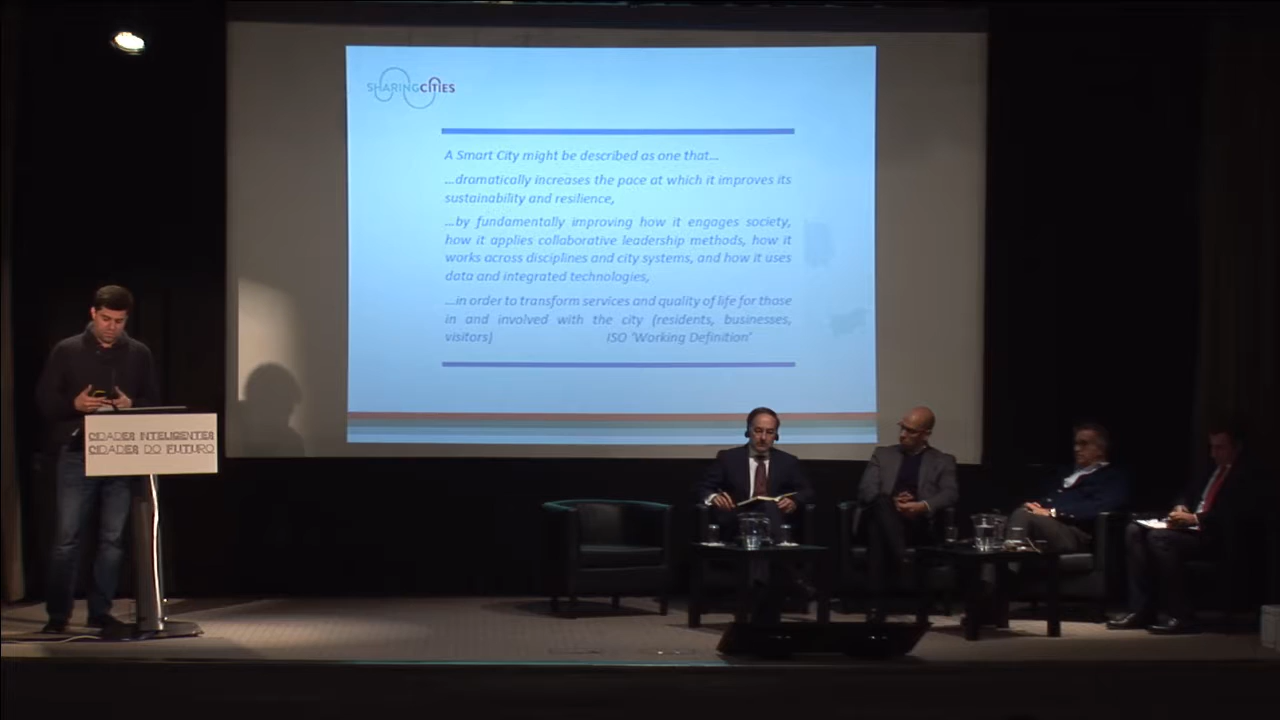 SHARINGCITIES
A Smart City might be described as one that...
...dramatically increases the pace at which it improves its
sustainability and resilience,
...by fundamentally improving how it engages society,
how it applies collaborative leadership methods, how it
works across disciplines and city systems, and how it uses
data and integrated technologies,
...in order to transform services and quality of life for those
in and involved with the city (residents, businesses,
visitors) ISO ‘Working Definition’
CIDADES INTELIGENTES
CIDADES DO FUTURO